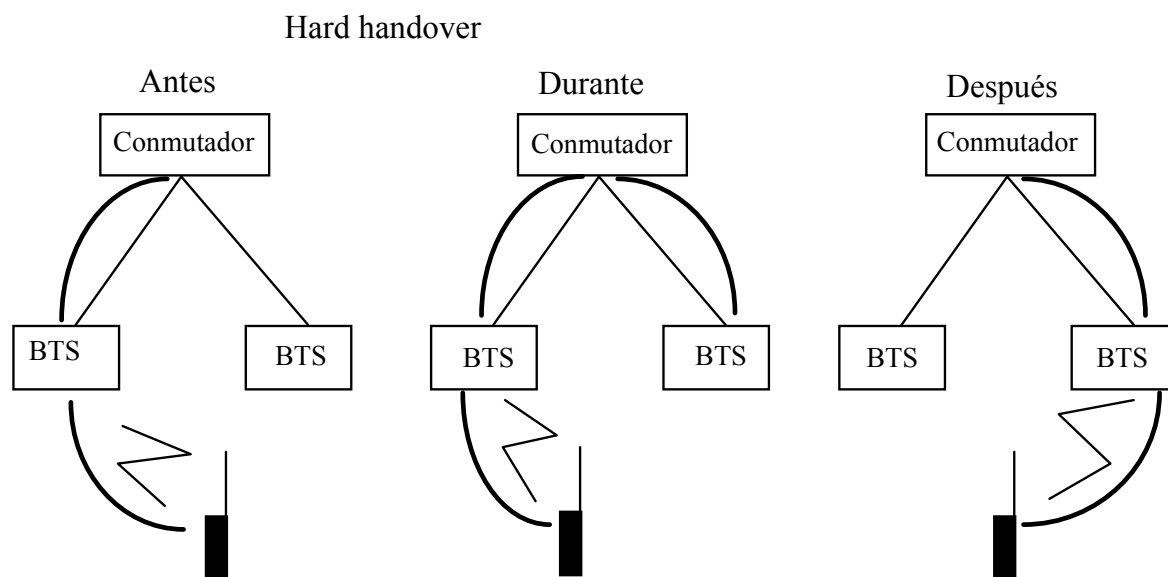 Hard handover
Antes
Durante
Después
Conmutador
Conmutador
Conmutador
BTS
BTS
BTS
BTS
BTS
BTS